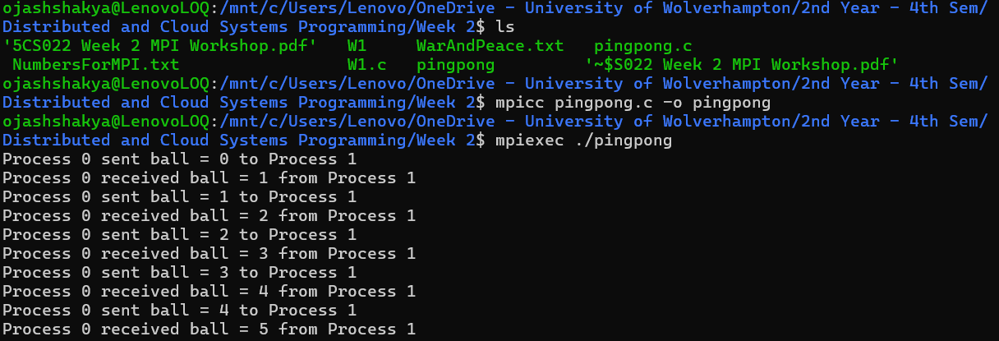 ojashshakya@LenovoLOQ:/mnt/c/Users/Lenovo/OneDrive - University of Wolverhampton/2nd Year - 4th Sem/
Distributed and Cloud Systems Programming/Week 2$ ls
'5CS022 Week 2 MPI Workshop.pdf'   W1     WarAndPeace.txt   pingpong.c
 NumbersForMPI.txt                 W1.c   pingpong         '~$S022 Week 2 MPI Workshop.pdf'
ojashshakya@LenovoLOQ:/mnt/c/Users/Lenovo/OneDrive - University of Wolverhampton/2nd Year - 4th Sem/
Distributed and Cloud Systems Programming/Week 2$ mpicc pingpong.c -o pingpong
ojashshakya@LenovoLOQ:/mnt/c/Users/Lenovo/OneDrive - University of Wolverhampton/2nd Year - 4th Sem/
Distributed and Cloud Systems Programming/Week 2$ mpiexec ./pingpong
Process 0 sent ball = 0 to Process 1
Process 0 received ball = 1 from Process 1
Process 0 sent ball = 1 to Process 1
Process 0 received ball = 2 from Process 1
Process 0 sent ball = 2 to Process 1
Process 0 received ball = 3 from Process 1
Process 0 sent ball = 3 to Process 1
Process 0 received ball = 4 from Process 1
Process 0 sent ball = 4 to Process 1
Process 0 received ball = 5 from Process 1